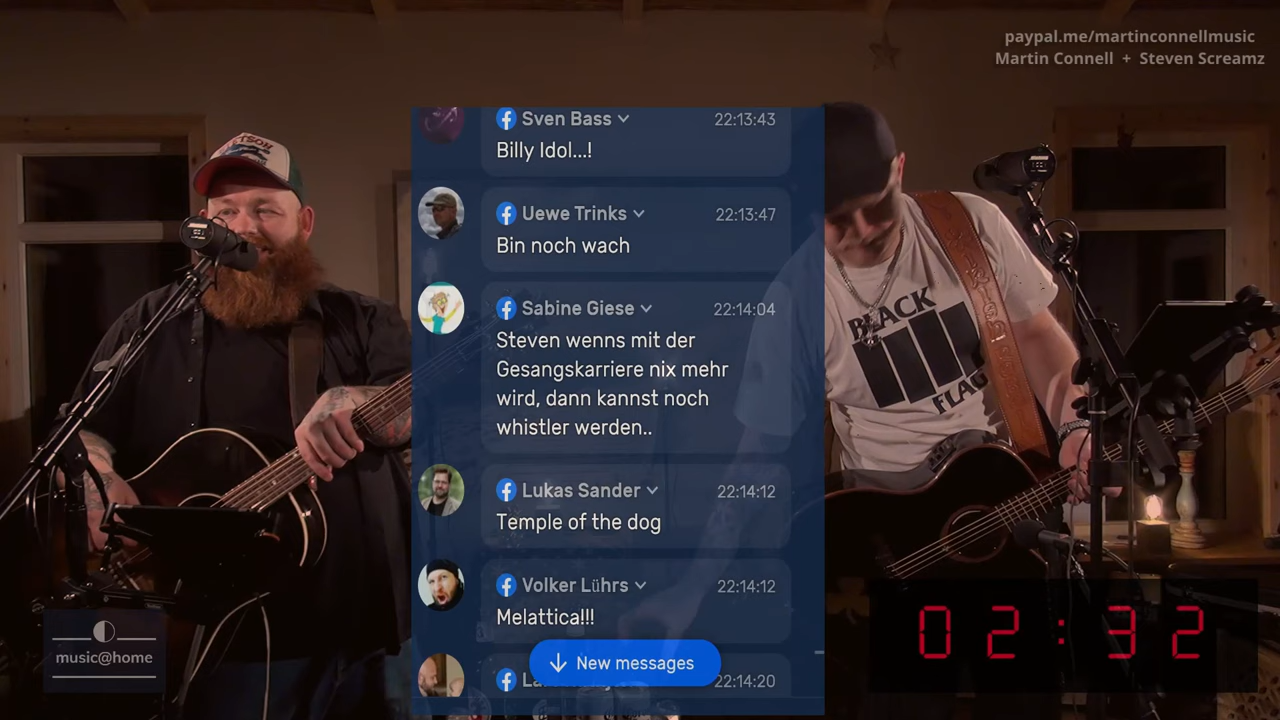 paypal.me/martinconnellmusic
Martin Connell + Steven Screamz
Sven Bass 22:13:43
Billy Idol...!
Uewe Trinks 22:13:47
Bin noch wach
Sabine Giese 22:14:04
Steven wenns mit der
Gesangskarriere nix mehr
wird, dann kannst noch
whistler werden..
Lukas Sander 22:14:12
Temple of the dog
Volker Lührs 22:14:12
Melattica!!!
New messages
22:14:20
BLACK
FLAG
music@home
02:32